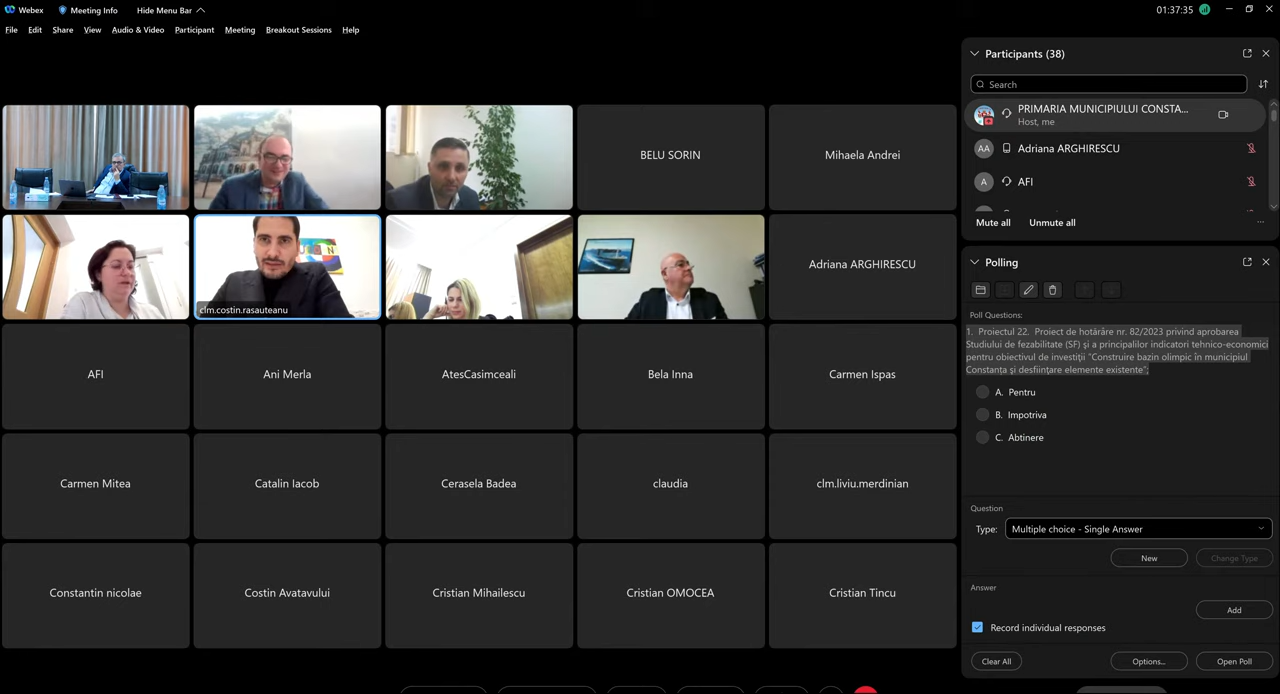 Webex
Meeting Info
Hide Menu Bar
01:37:35
File Edit Share View Audio & Video Participant Meeting Breakout Sessions Help
BELU SORIN
Mihaela Andrei
clm.costin.rasauteanu
Adriana ARGHIRESCU
AFI
Ani Merla
AtesCasimceali
Bela Inna
Carmen Ispas
Carmen Mitea
Catalin Iacob
Cerasela Badea
claudia
clm.liviu.merdinian
Constantin nicolae
Costin Avatavului
Cristian Mihailescu
Cristian OMOCEA
Cristian Tincu
Participants (38)
Search
PRIMARIA MUNICIPIULUI CONSTA...
Host, me
AA Adriana ARGHIRESCU
A AFI
Mute all Unmute all
Polling
Poll Questions:
1. Proiectul 22. Proiect de hotărâre nr. 82/2023 privind aprobarea
Studiului de fezabilitate (SF) şi a principalilor indicatori tehnico-economici
pentru obiectivul de investiţii "Construire bazin olimpic în municipiul
Constanţa şi desfiinţare elemente existente";
A. Pentru
B. Impotriva
C. Abtinere
Question
Type: Multiple choice - Single Answer
New Change Type
Answer
Add
Record individual responses
Clear All Options... Open Poll